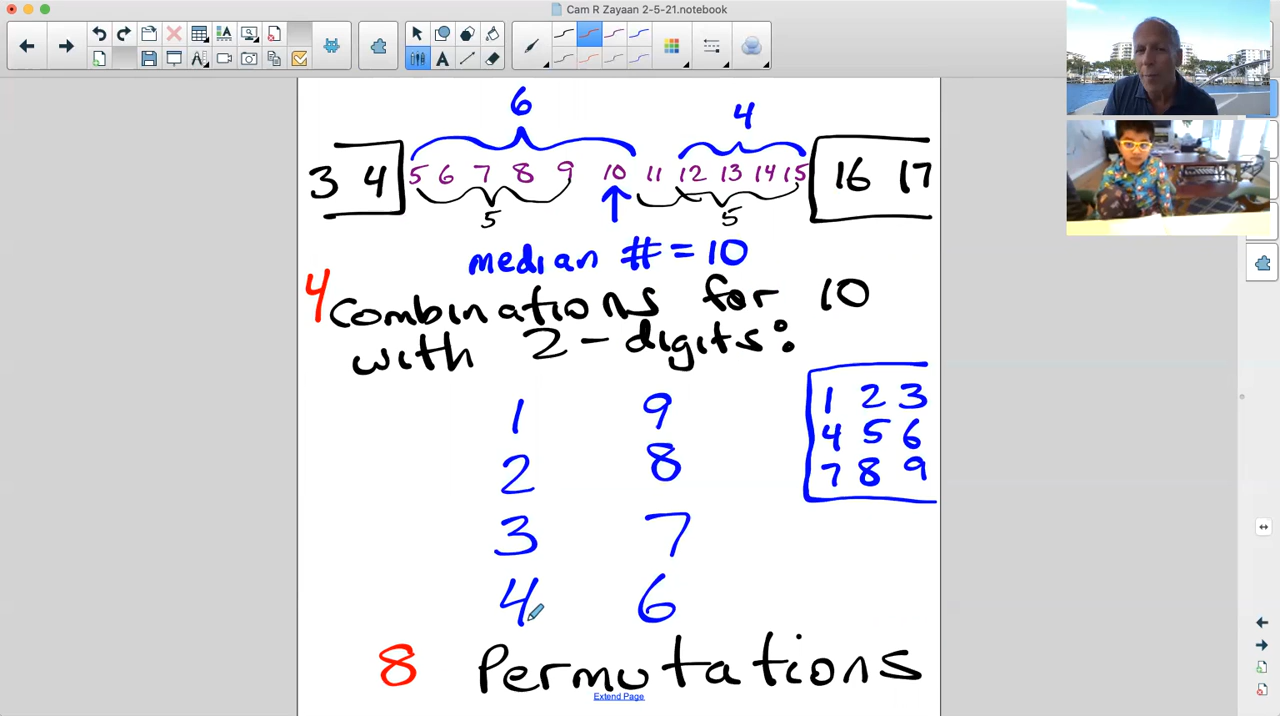 Cam R Zayaan 2-5-21.notebook
A
6 4
3 4 5 6 7 8 9 10 11 12 13 14 15 16 17
5 5
median # = 10
4 Combinations for 10
with 2-digits:
1 9
2 8
3 7
4 6
1 2 3
4 5 6
7 8 9
8 Permutations
Extend Page